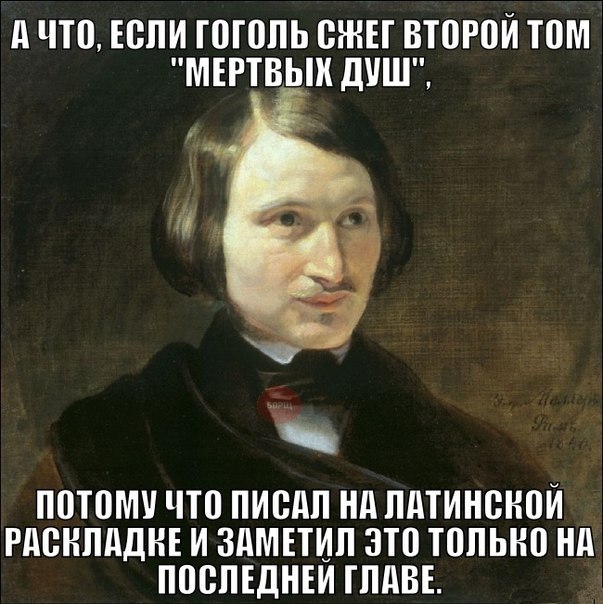 А ЧТО, ЕСЛИ ГОГОЛЬ СЖЕГ ВТОРОЙ ТОМ
"МЕРТВЫХ ДУШ",
БОРЩ
ПОТОМУ ЧТО ПИСАЛ НА ЛАТИНСКОЙ
РАСКЛАДКЕ И ЗАМЕТИЛ ЭТО ТОЛЬКО НА
ПОСЛЕДНЕЙ ГЛАВЕ.